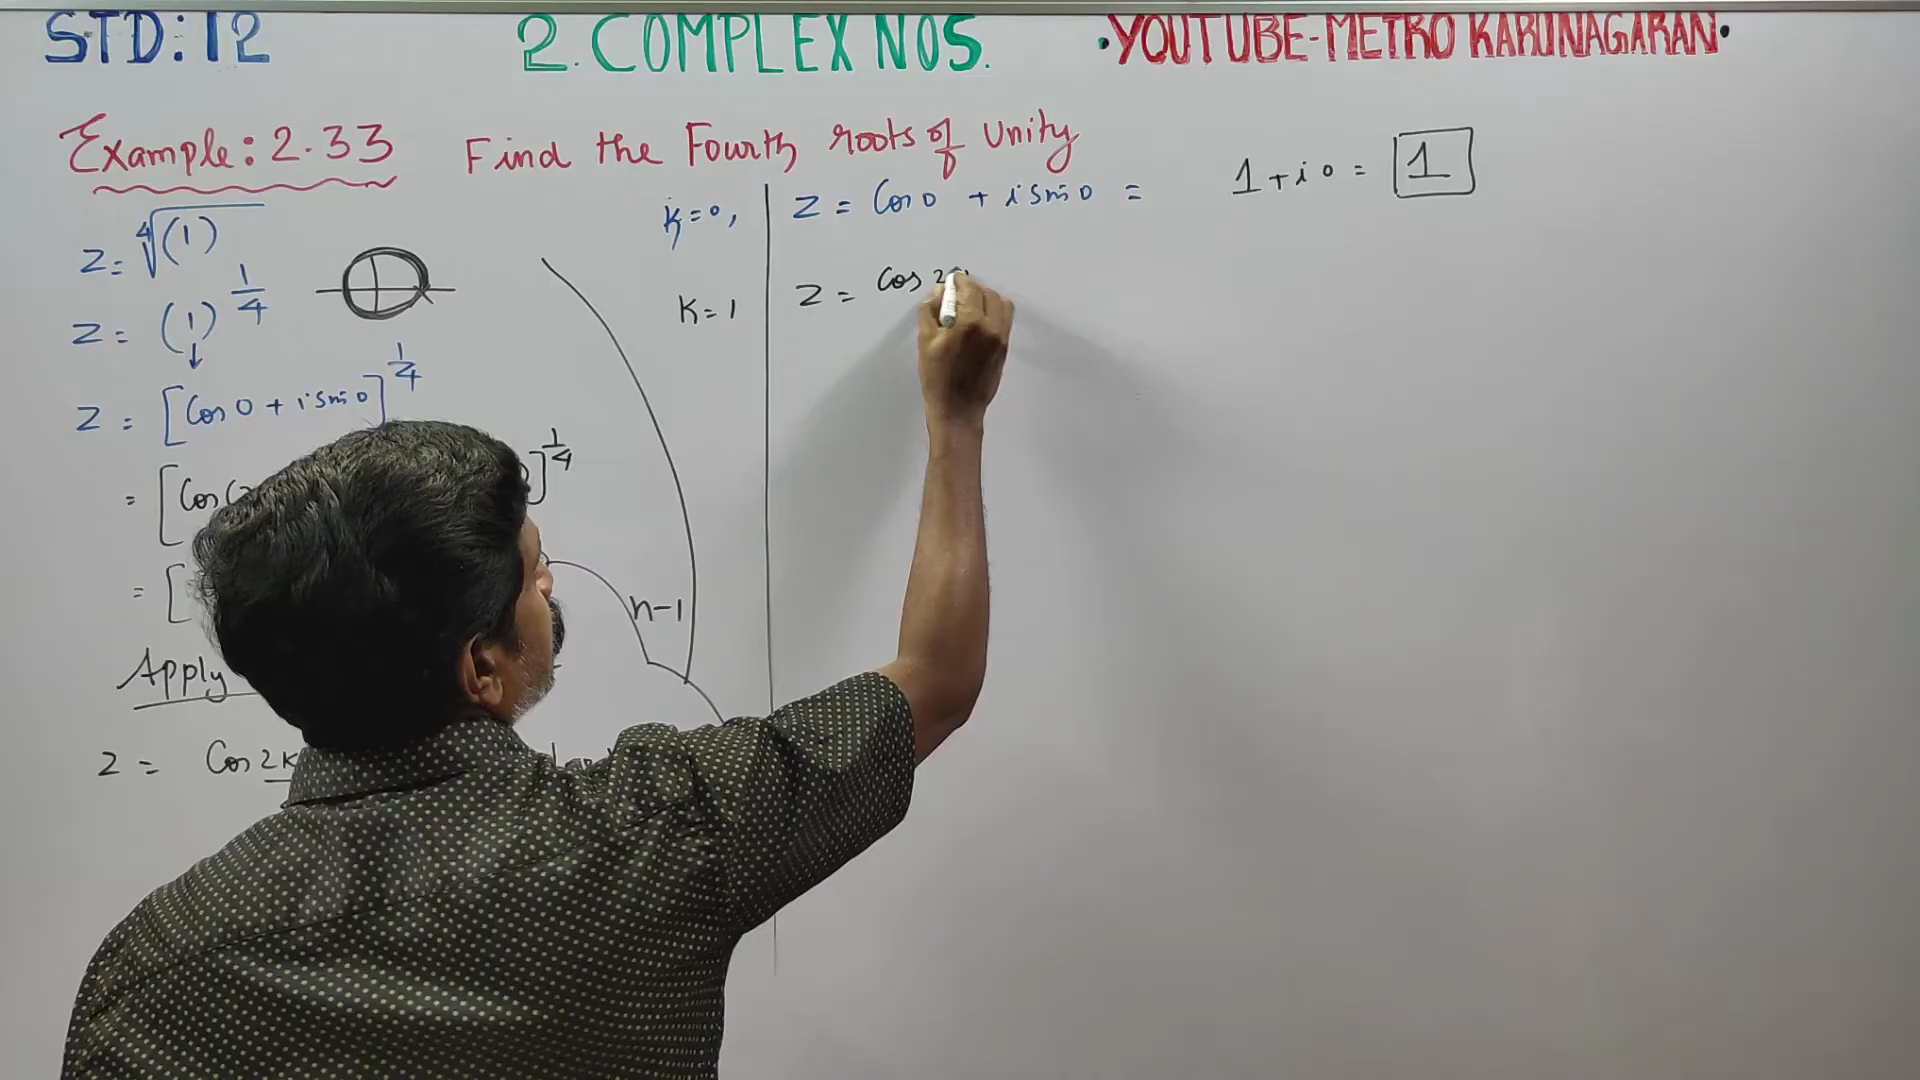 STD: 12
2. COMPLEX NOS.
•YOUTUBE-METRO KARUNAGARAN•
Example: 2.33 Find the Fourth roots of Unity
Z = ∜(1)
Z = (1)^1/4
↓
Z = [Cos 0 + i Sin 0]^1/4
= [Cos ]^1/4
= [
n-1
Apply
Z = Cos 2K
K=0, Z = Cos 0 + i Sin 0 = 1 + i 0 = 1
K=1 Z = Cos 2